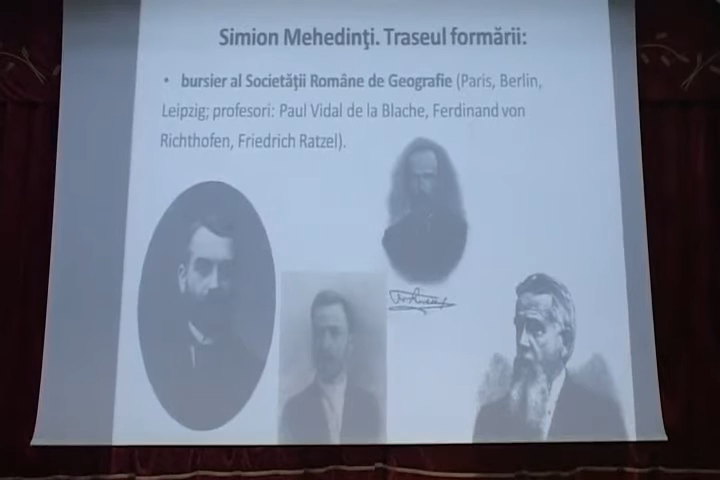 Simion Mehedinţi. Traseul formării:
• bursier al Societăţii Române de Geografie (Paris, Berlin,
Leipzig; profesori: Paul Vidal de la Blache, Ferdinand von
Richthofen, Friedrich Ratzel).